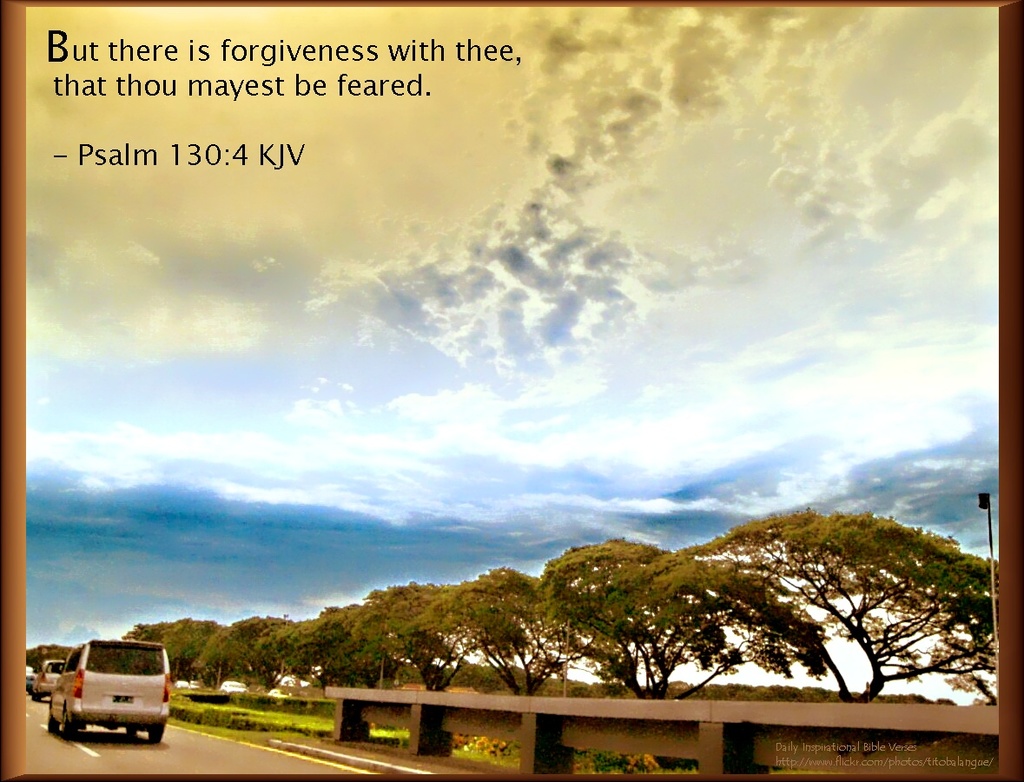 But there is forgiveness with thee,
that thou mayest be feared.
– Psalm 130:4 KJV
Daily Inspirational Bible Verses
http://www.flickr.com/photos/titobalangue/